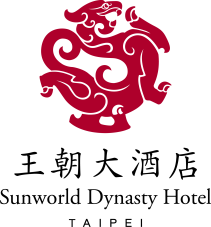 王朝大酒店
Sunworld Dynasty Hotel
TAIPEI